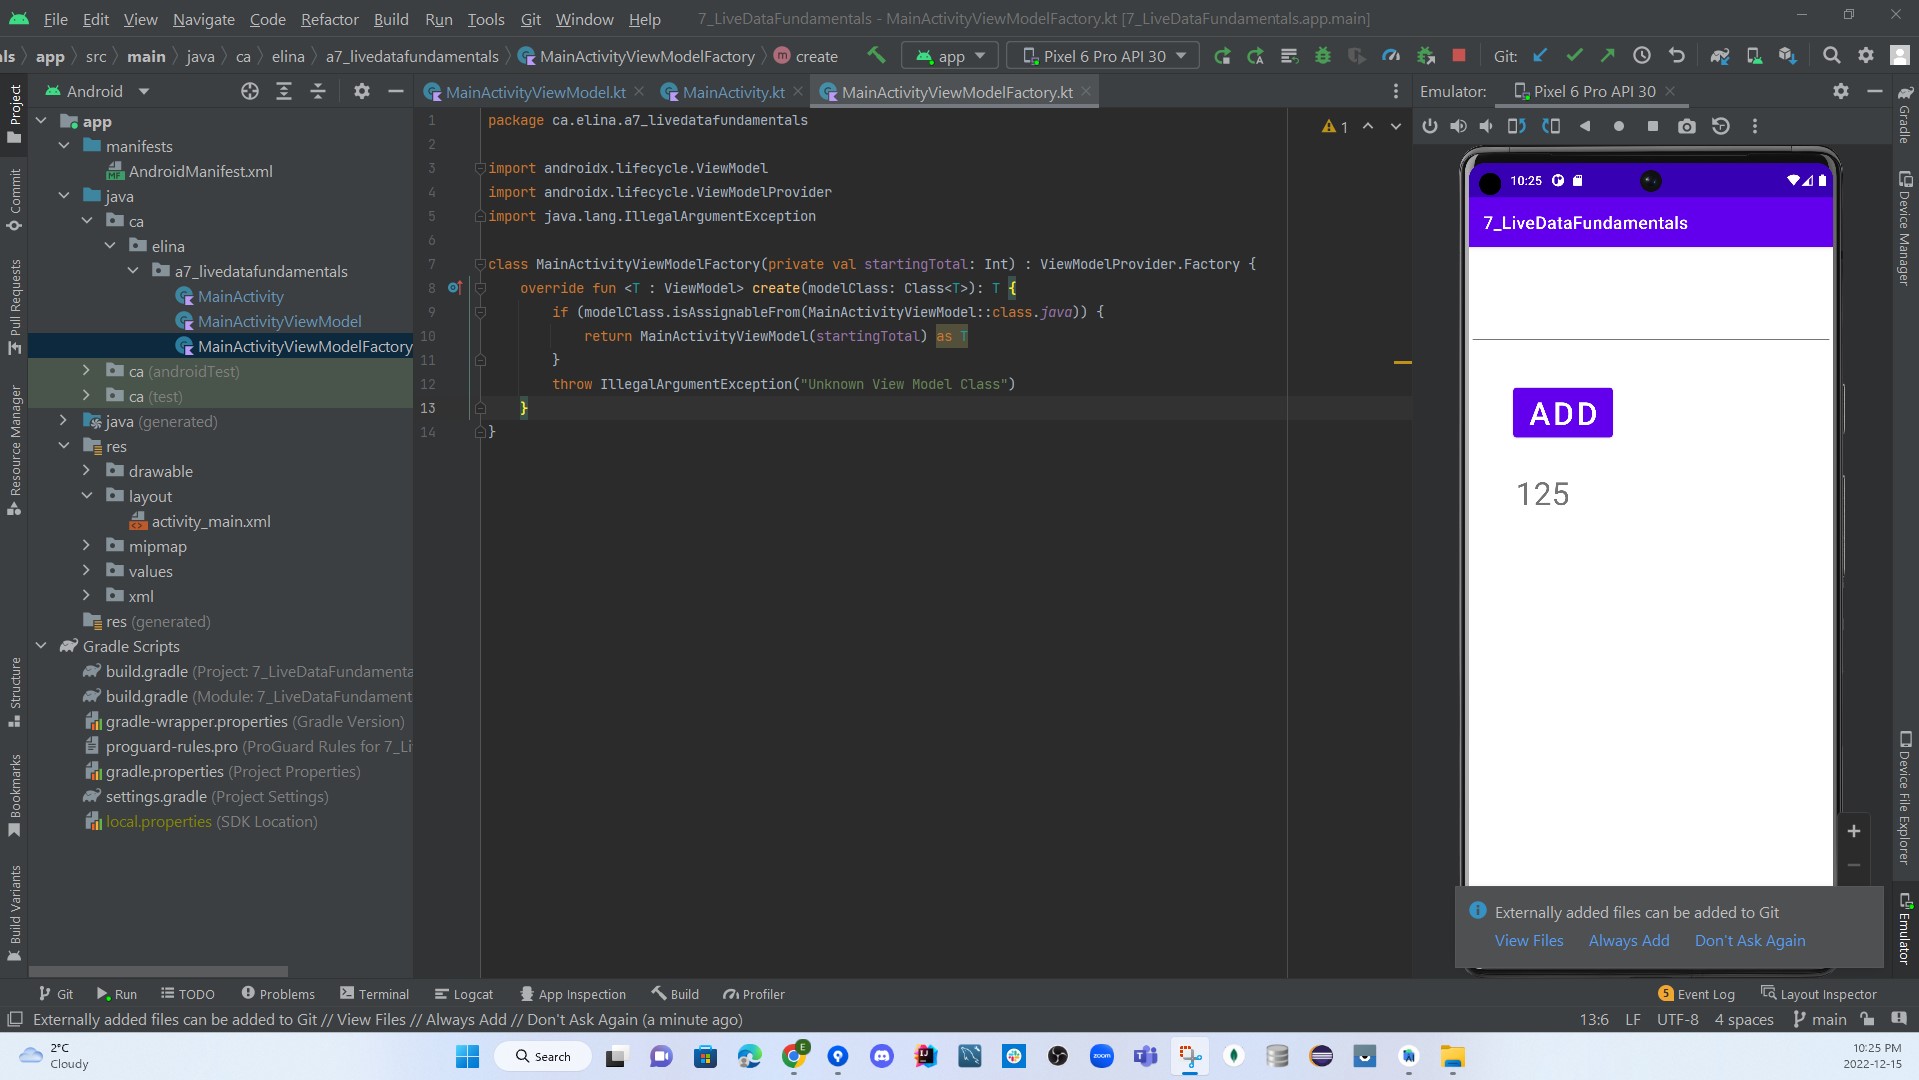 File Edit View Navigate Code Refactor Build Run Tools Git Window Help 7_LiveDataFundamentals - MainActivityViewModelFactory.kt [7_LiveDataFundamentals.app.main]
ls app src main java ca elina a7_livedatafundamentals MainActivityViewModelFactory create app Pixel 6 Pro API 30 Git:
Android MainActivityViewModel.kt MainActivity.kt MainActivityViewModelFactory.kt Emulator: Pixel 6 Pro API 30
Project
Commit
Pull Requests
Resource Manager
Structure
Bookmarks
Build Variants
app
manifests
AndroidManifest.xml
java
ca
elina
a7_livedatafundamentals
MainActivity
MainActivityViewModel
MainActivityViewModelFactory
ca (androidTest)
ca (test)
java (generated)
res
drawable
layout
activity_main.xml
mipmap
values
xml
res (generated)
Gradle Scripts
build.gradle (Project: 7_LiveDataFundamenta
build.gradle (Module: 7_LiveDataFundament
gradle-wrapper.properties (Gradle Version)
proguard-rules.pro (ProGuard Rules for 7_Li
gradle.properties (Project Properties)
settings.gradle (Project Settings)
local.properties (SDK Location)
1 package ca.elina.a7_livedatafundamentals
2
3 import androidx.lifecycle.ViewModel
4 import androidx.lifecycle.ViewModelProvider
5 import java.lang.IllegalArgumentException
6
7 class MainActivityViewModelFactory(private val startingTotal: Int) : ViewModelProvider.Factory {
8 override fun <T : ViewModel> create(modelClass: Class<T>): T {
9 if (modelClass.isAssignableFrom(MainActivityViewModel::class.java)) {
10 return MainActivityViewModel(startingTotal) as T
11 }
12 throw IllegalArgumentException("Unknown View Model Class")
13 }
14 }
1
10:25
7_LiveDataFundamentals
ADD
125
Gradle
Device Manager
Device File Explorer
Emulator
Externally added files can be added to Git
View Files Always Add Don't Ask Again
Git Run TODO Problems Terminal Logcat App Inspection Build Profiler 5 Event Log Layout Inspector
Externally added files can be added to Git // View Files // Always Add // Don't Ask Again (a minute ago) 13:6 LF UTF-8 4 spaces main
2°C
Cloudy
Search
E
zoom
10:25 PM
2022-12-15